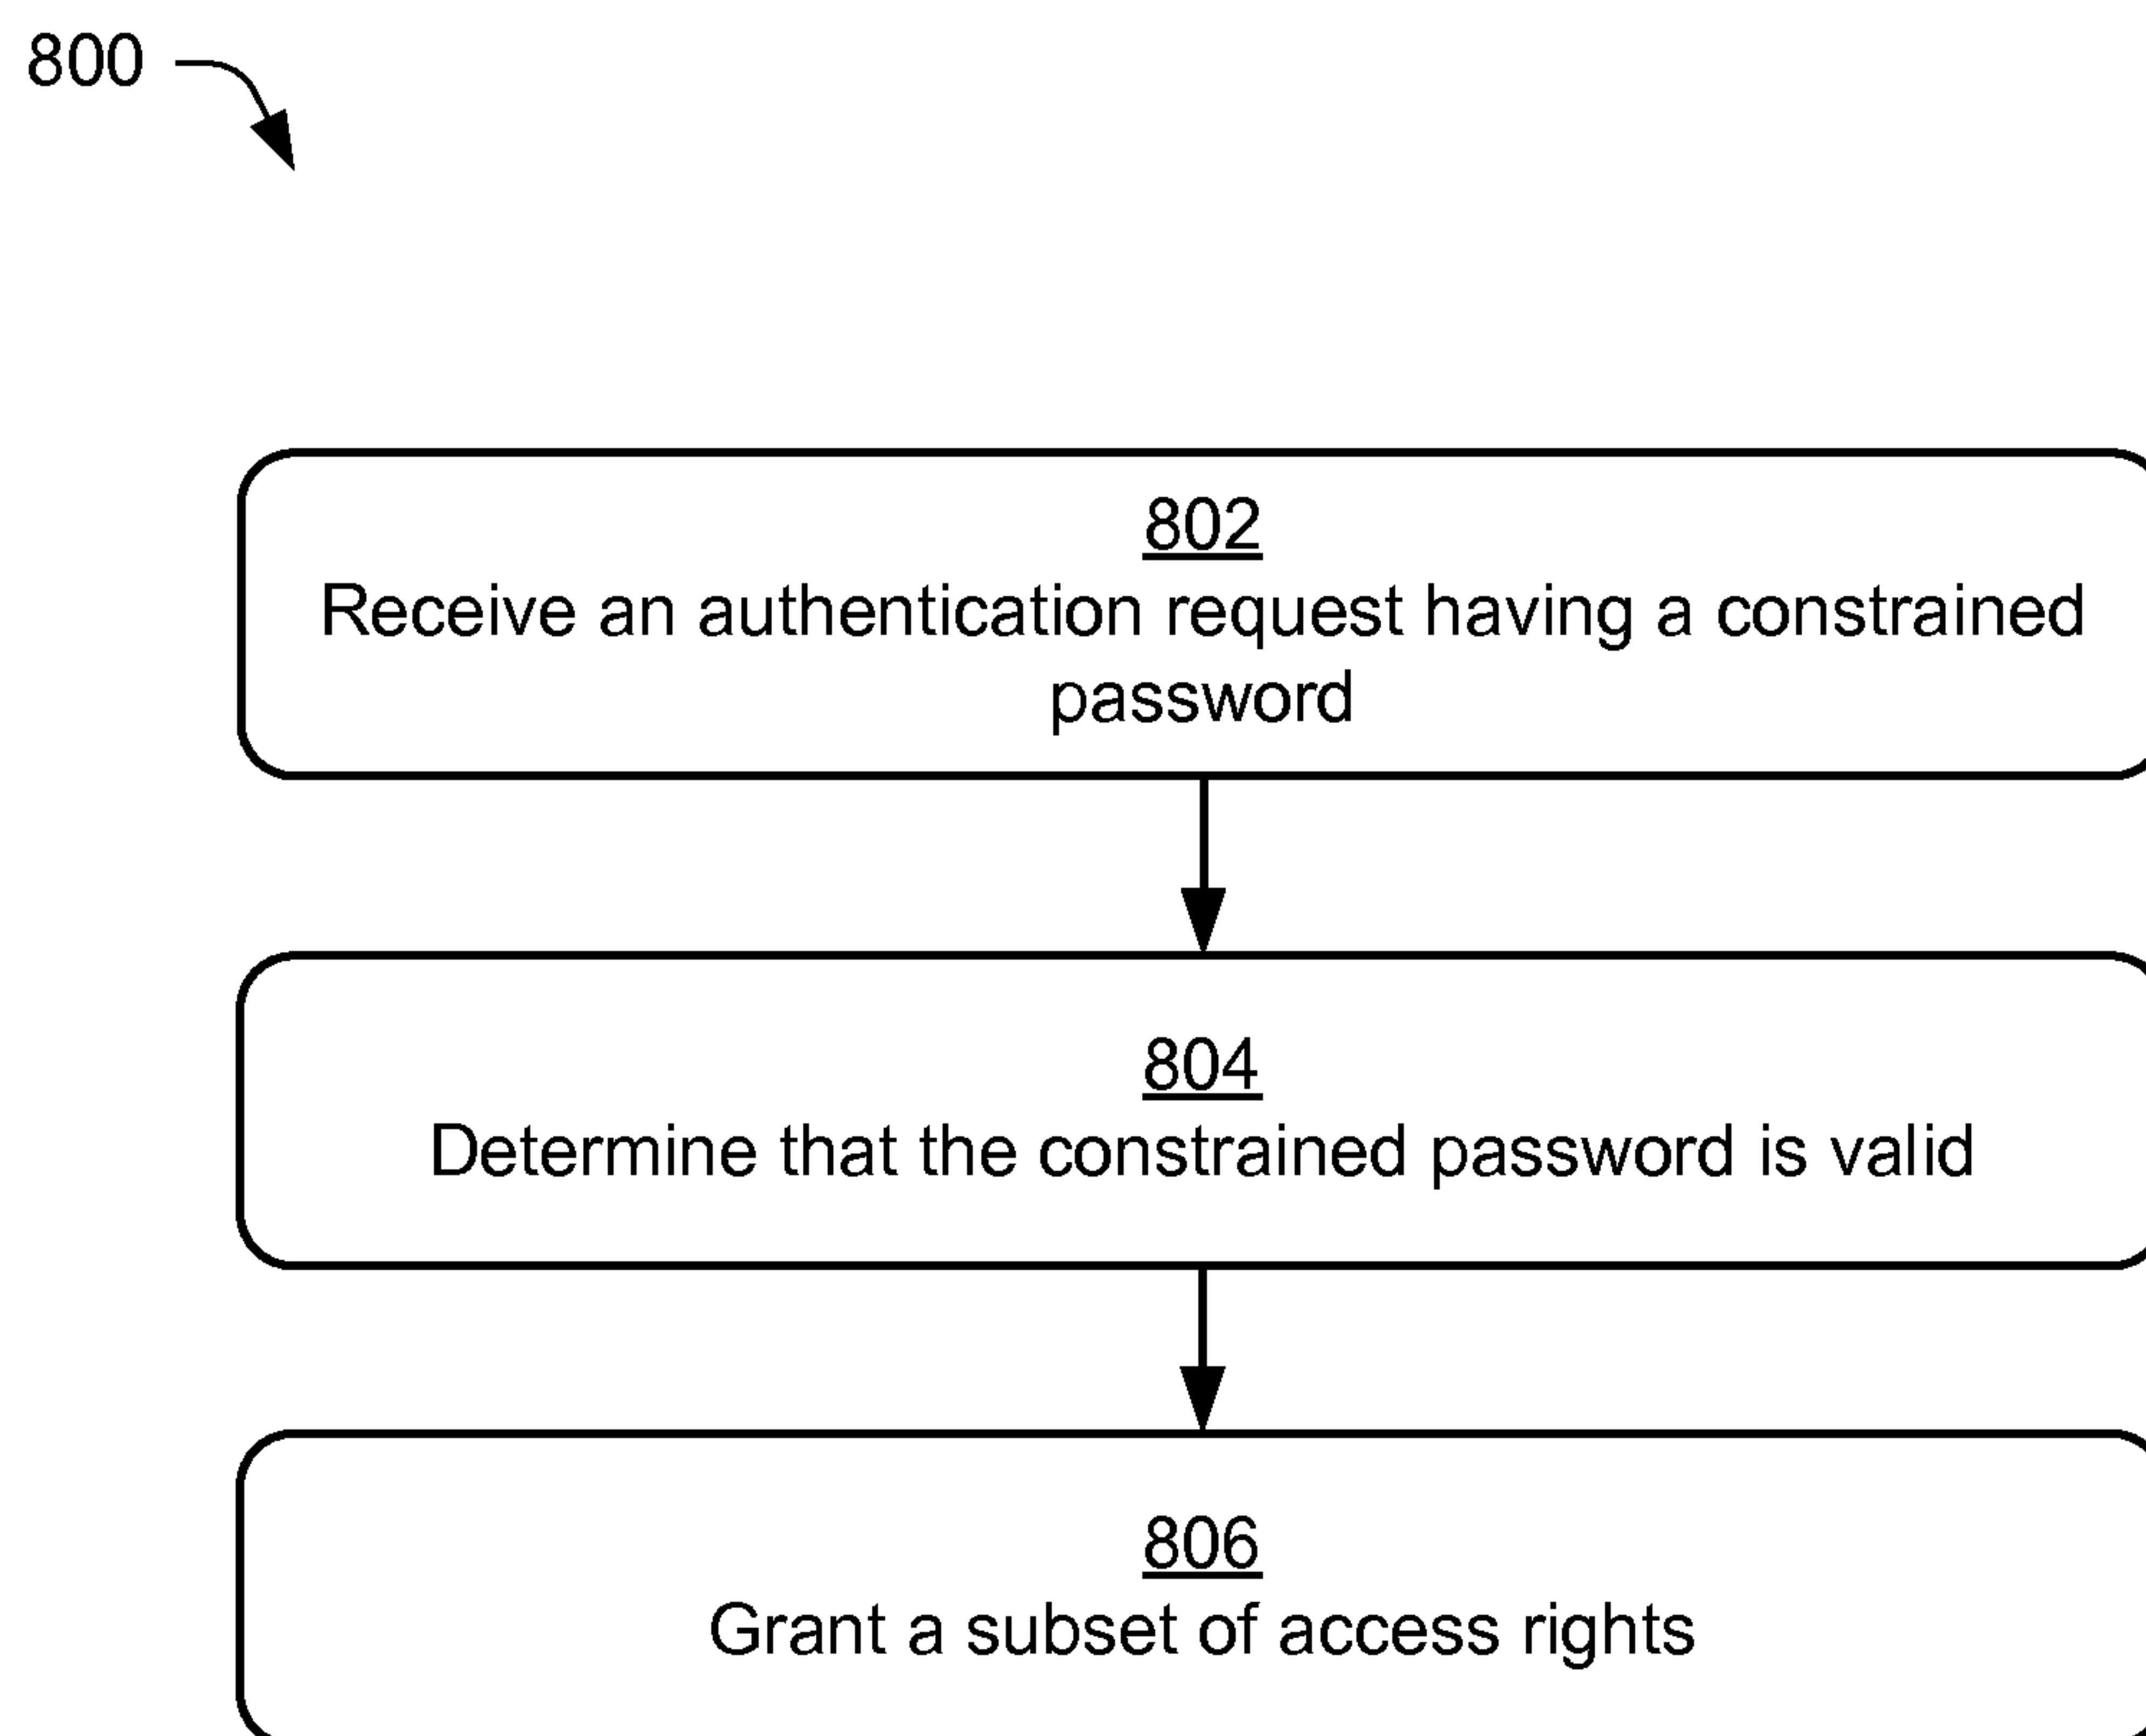 800
802
Receive an authentication request having a constrained
password
804
Determine that the constrained password is valid
806
Grant a subset of access rights